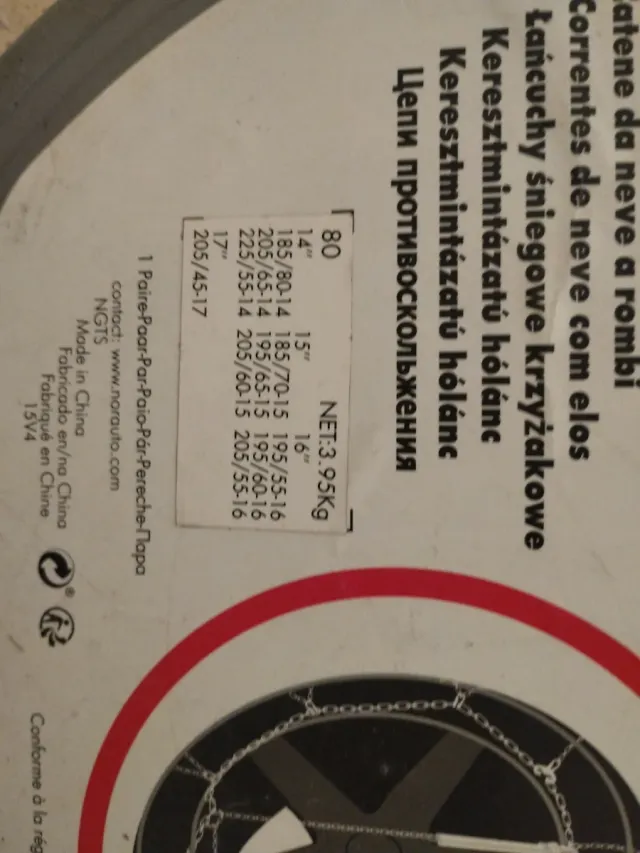 Catene da neve a rombi
Correntes de neve com elos
Łańcuchy śniegowe krzyżakowe
Keresztmintázatú hólánc
Keresztmintázatú hólánc
Цепи противоскольжения
80 NET:3.95Kg
14" 15" 16"
185/80-14 185/70-15 195/55-16
205/65-14 195/65-15 195/60-16
225/55-14 205/60-15 205/55-16
17"
205/45-17
1 Paire-Paar-Par-Paio-Pár-Pereche-Пара
contact: www.norauto.com
NGTS
Made in China
Fabricado en/na China
Fabriqué en Chine
15V4
Conforme à la rég